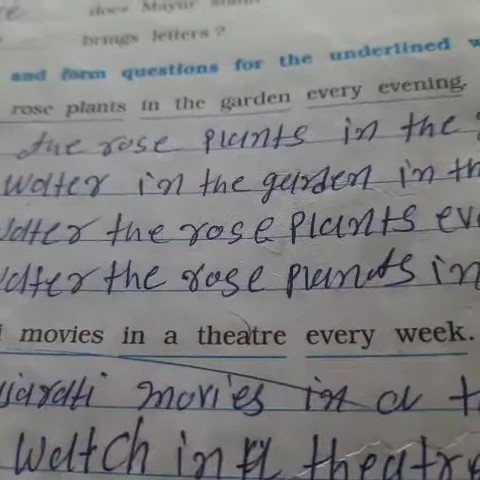 does Mayur
brings letters ?
and form questions for the underlined
rose plants in the garden every evening.
the rose plants in the
water in the garden in
water the rose plants
water the rose plants in
movies in a theatre every week.
movies in a
watch in a theatre